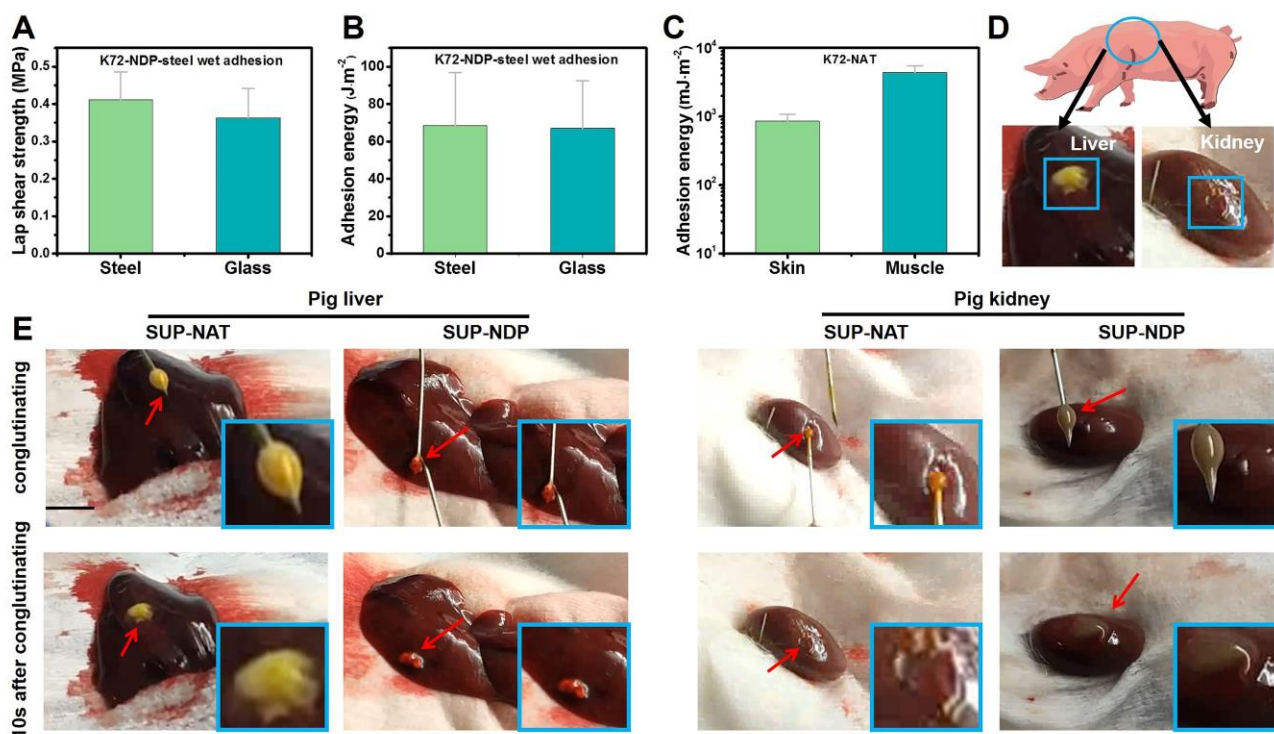 A
K72-NDP-steel wet adhesion
Lap shear strength (MPa)
0.5
0.4
0.3
0.2
0.1
0.0
Steel Glass
B
K72-NDP-steel wet adhesion
Adhesion energy (J·m⁻²)
100
80
60
40
20
0
Steel Glass
C
K72-NAT
Adhesion energy (mJ·m⁻²)
10⁴
10³
10²
10¹
Skin Muscle
D
Liver
Kidney
E
Pig liver
SUP-NAT SUP-NDP
Pig kidney
SUP-NAT SUP-NDP
conglutinating
10s after conglutinating